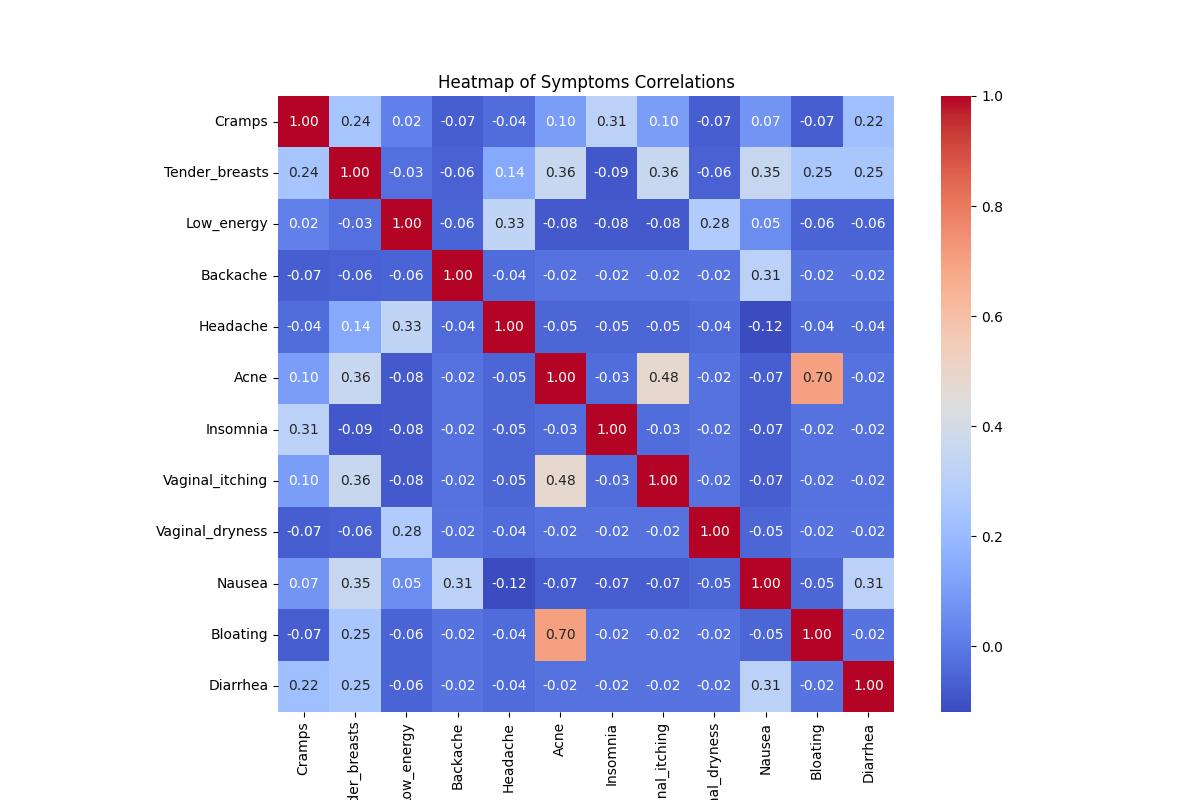 Heatmap of Symptoms Correlations
Cramps 1.00 0.24 0.02 -0.07 -0.04 0.10 0.31 0.10 -0.07 0.07 -0.07 0.22
Tender_breasts 0.24 1.00 -0.03 -0.06 0.14 0.36 -0.09 0.36 -0.06 0.35 0.25 0.25
Low_energy 0.02 -0.03 1.00 -0.06 0.33 -0.08 -0.08 -0.08 0.28 0.05 -0.06 -0.06
Backache -0.07 -0.06 -0.06 1.00 -0.04 -0.02 -0.02 -0.02 -0.02 0.31 -0.02 -0.02
Headache -0.04 0.14 0.33 -0.04 1.00 -0.05 -0.05 -0.05 -0.04 -0.12 -0.04 -0.04
Acne 0.10 0.36 -0.08 -0.02 -0.05 1.00 -0.03 0.48 -0.02 -0.07 0.70 -0.02
Insomnia 0.31 -0.09 -0.08 -0.02 -0.05 -0.03 1.00 -0.03 -0.02 -0.07 -0.02 -0.02
Vaginal_itching 0.10 0.36 -0.08 -0.02 -0.05 0.48 -0.03 1.00 -0.02 -0.07 -0.02 -0.02
Vaginal_dryness -0.07 -0.06 0.28 -0.02 -0.04 -0.02 -0.02 -0.02 1.00 -0.05 -0.02 -0.02
Nausea 0.07 0.35 0.05 0.31 -0.12 -0.07 -0.07 -0.07 -0.05 1.00 -0.05 0.31
Bloating -0.07 0.25 -0.06 -0.02 -0.04 0.70 -0.02 -0.02 -0.02 -0.05 1.00 -0.02
Diarrhea 0.22 0.25 -0.06 -0.02 -0.04 -0.02 -0.02 -0.02 -0.02 0.31 -0.02 1.00
Cramps
der_breasts
ow_energy
Backache
Headache
Acne
Insomnia
nal_itching
nal_dryness
Nausea
Bloating
Diarrhea
1.0
0.8
0.6
0.4
0.2
0.0